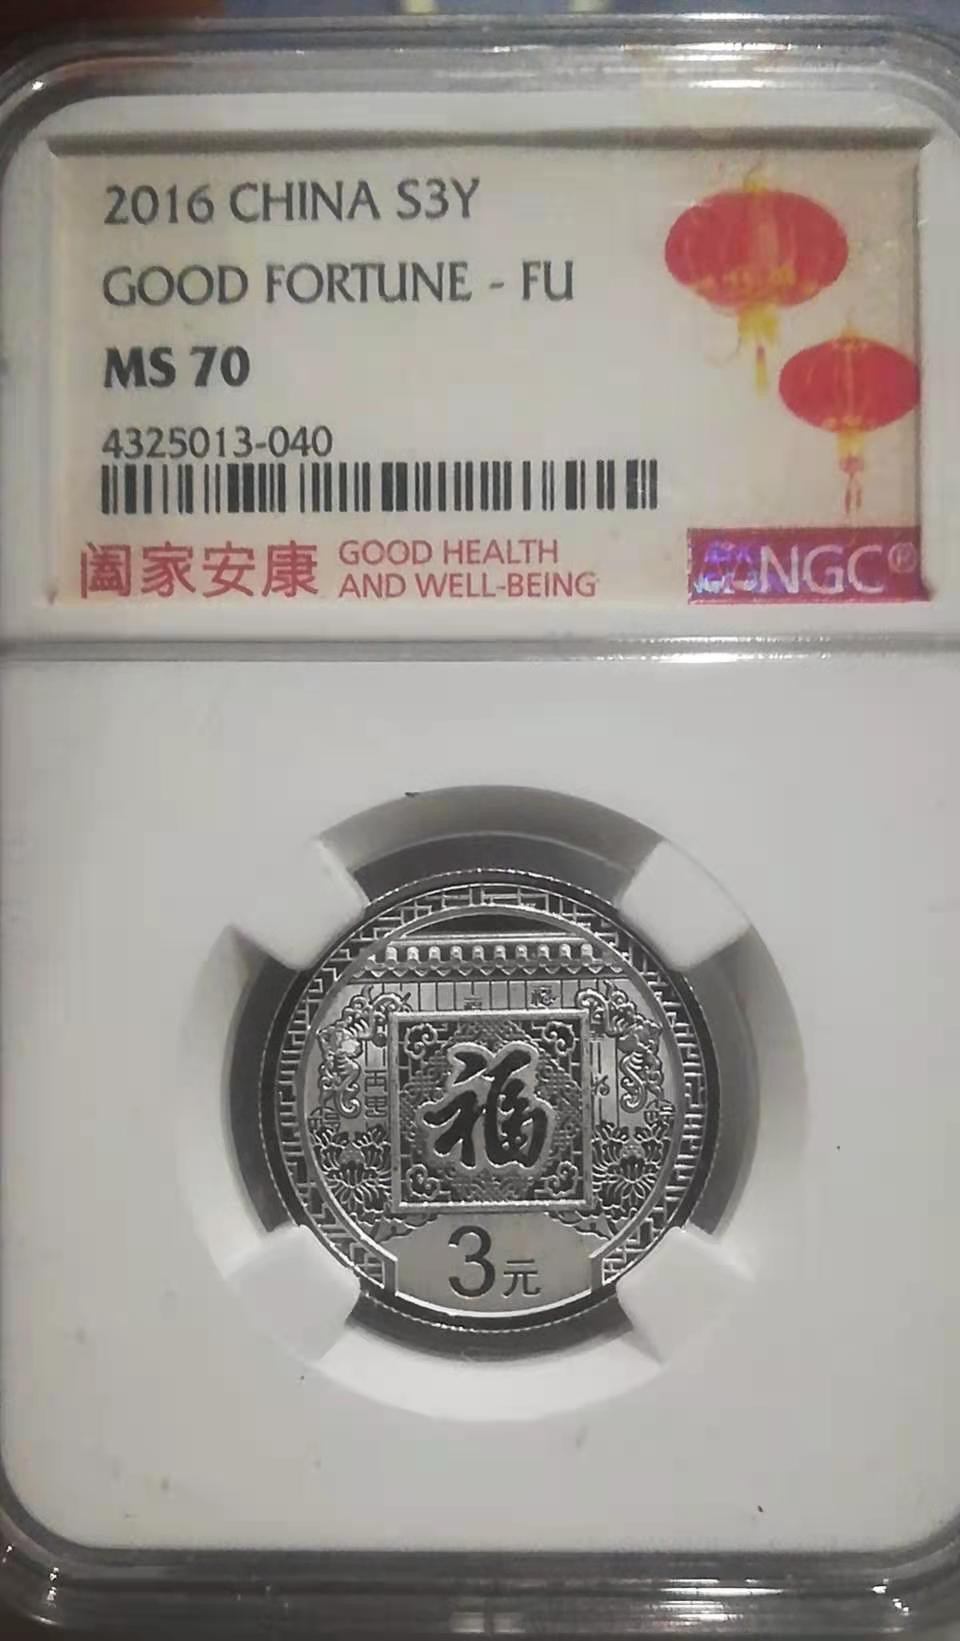 2016 CHINA S3Y
GOOD FORTUNE - FU
MS 70
4325013-040
阖家安康 GOOD HEALTH
AND WELL-BEING
NGC®
福
3元